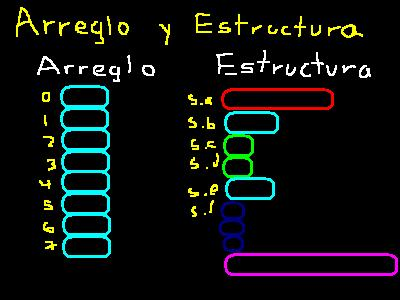 Arreglo y Estructura
Arreglo
Estructura
0
1
2
3
4
5
6
7
s.a
s.b
s.c
s.d
s.e
s.f